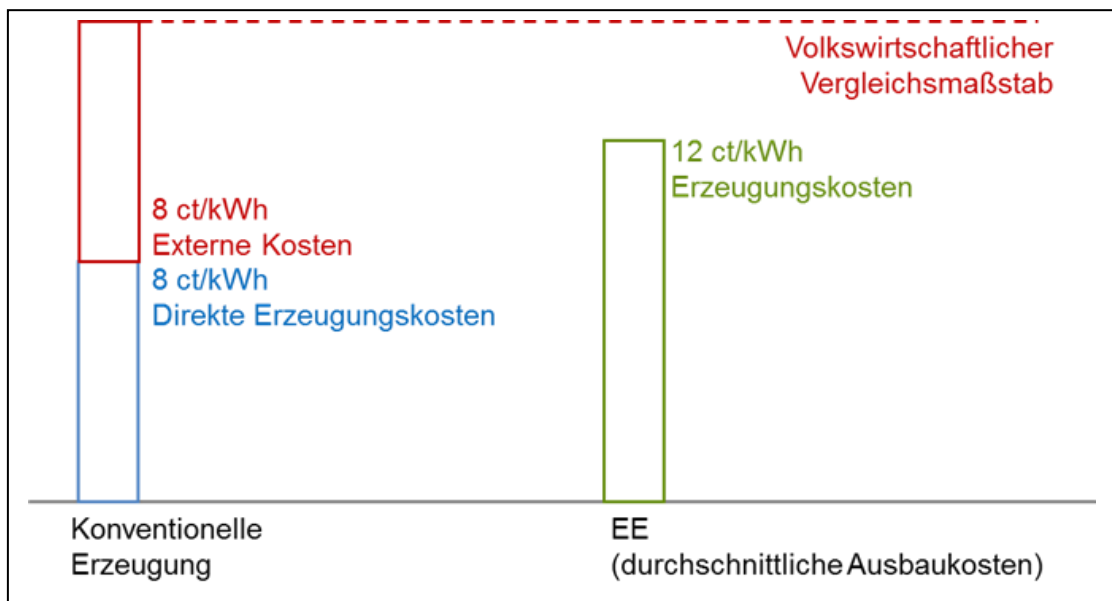 Volkswirtschaftlicher
Vergleichsmaßstab
12 ct/kWh
Erzeugungskosten
8 ct/kWh
Externe Kosten
8 ct/kWh
Direkte Erzeugungskosten
Konventionelle
Erzeugung
EE
(durchschnittliche Ausbaukosten)